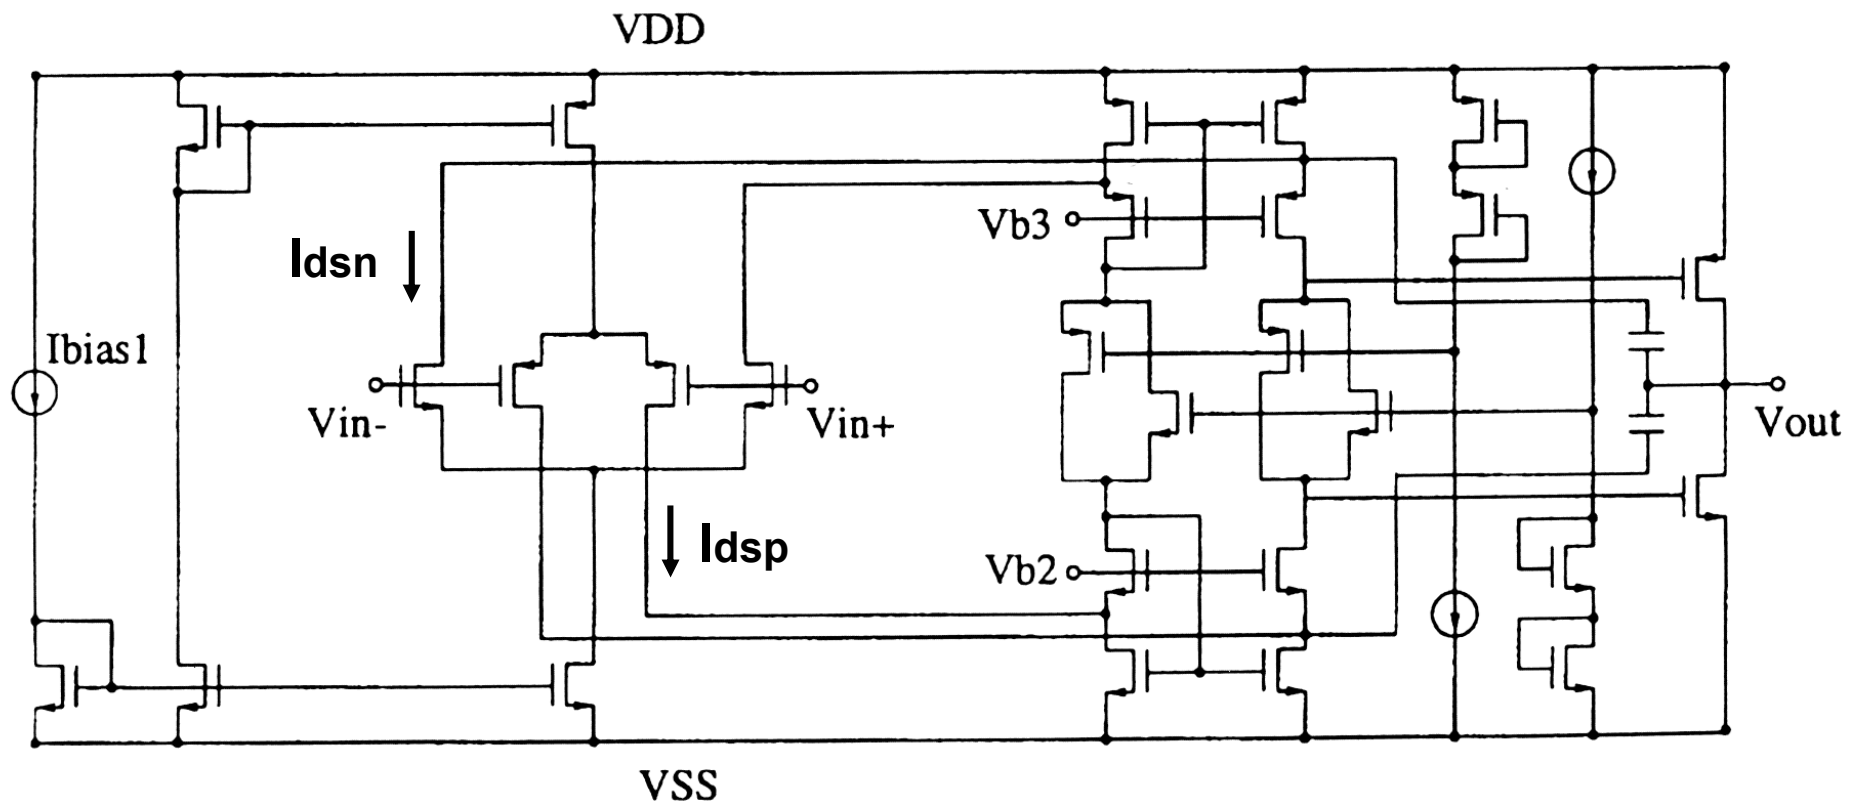 VDD
Vb3
Idsn
Ibias1
Vin-
Vin+
Vout
Idsp
Vb2
VSS